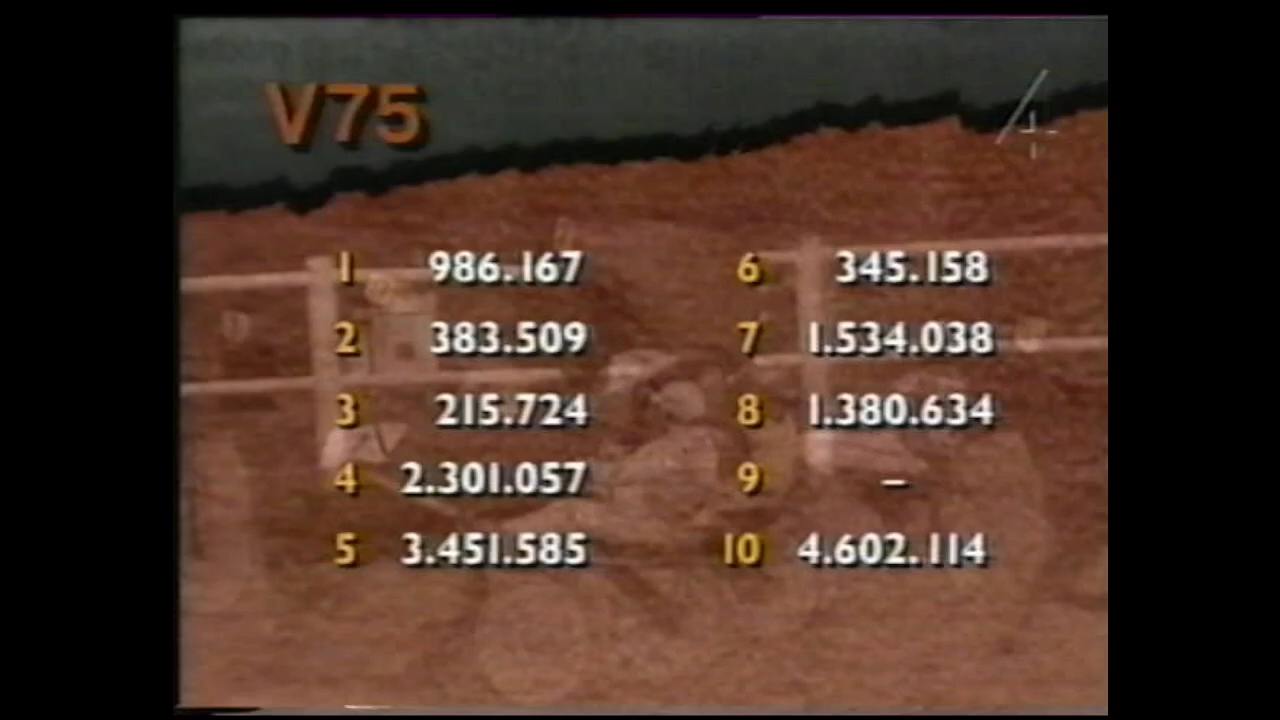 V75
4
1 986.167 6 345.158
2 383.509 7 1.534.038
3 215.724 8 1.380.634
4 2.301.057 9 –
5 3.451.585 10 4.602.114